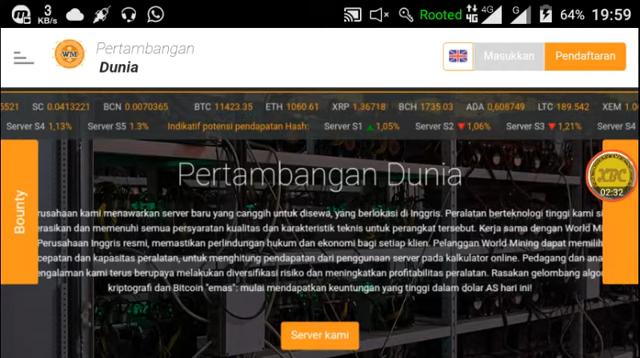 3 KB/s Rooted 4G 4G G 64% 19:59
WM Pertambangan
Dunia
Masukkan Pendaftaran
5521 SC 0.0413221 BCN 0.0070365 BTC 11423.35 ETH 1060.61 XRP 1.36718 BCH 1735.03 ADA 0,608749 LTC 189.542 XEM 1.0
Server S4 1,13% Server S5 1.3% Indikatif potensi pendapatan Hash: Server S1 1,05% Server S2 1,06% Server S3 1,21% Server S4
Pertambangan Dunia
XBC
02:32
Bounty
rusahaan kami menawarkan server baru yang canggih untuk disewa, yang berlokasi di Inggris. Peralatan berteknologi tinggi kami s
erasikan dan memenuhi semua persyaratan kualitas dan karakteristik teknis untuk perangkat tersebut. Kerja aama dengan World Mi
Perusahaan Inggris resmi, memastikan perlindungan hukum dan ekonomi bagi setiap klien. Pelanggan World Mining dapat memilih
cepatan dan kapasitas peralatan, untuk menghitung pendapatan dari penggunaan server pada kalkulator online. Pedagang dan ana
engalaman kami terus berupaya melakukan diversifikasi risiko dan meningkatkan profitabilitas peralatan. Rasakan gelombang algo
kriptografi dan Bitcoin "emas": mulai mendapatkan keuntungan yang tinggi dalam dolar AS hari ini!
Server kami